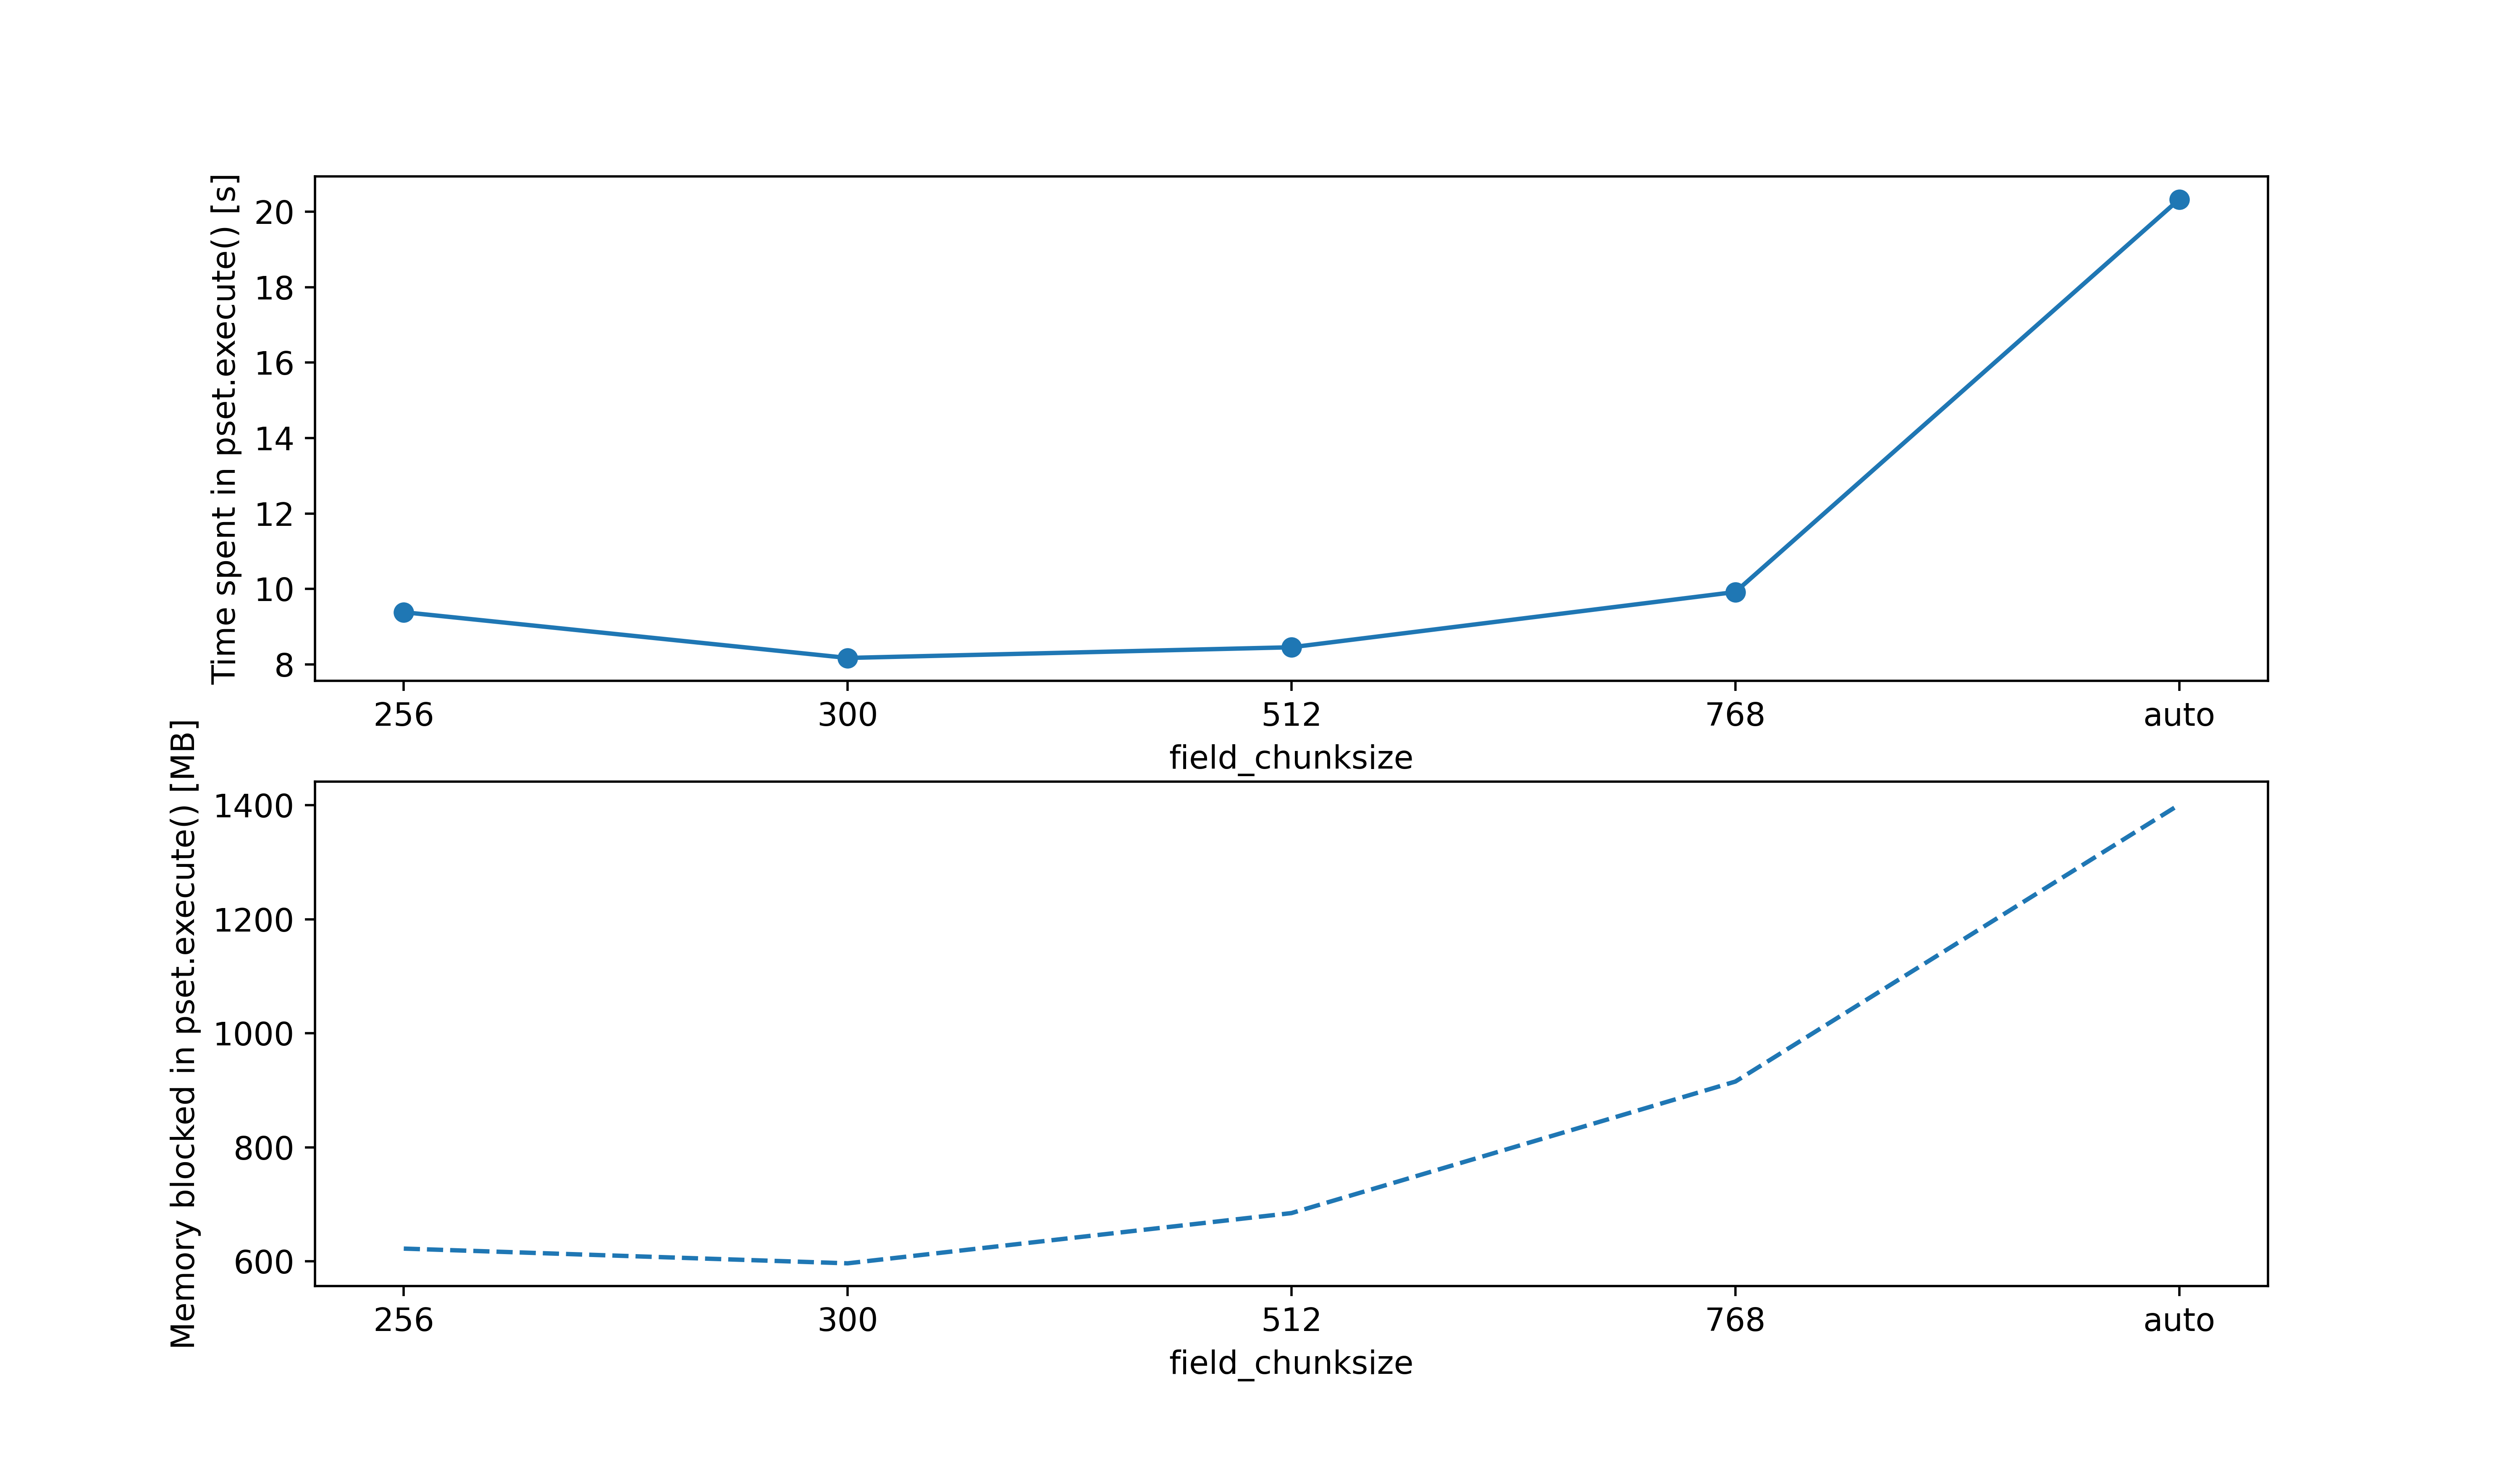 Time spent in pset.execute() [s]
20
18
16
14
12
10
8
256 300 512 768 auto
field_chunksize
Memory blocked in pset.execute() [MB]
1400
1200
1000
800
600
256 300 512 768 auto
field_chunksize